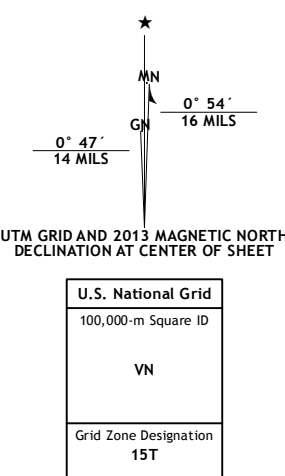 ★
MN
0° 54´
16 MILS
GN
0° 47´
14 MILS
UTM GRID AND 2013 MAGNETIC NORTH
DECLINATION AT CENTER OF SHEET
U.S. National Grid
100,000-m Square ID
VN
Grid Zone Designation
15T